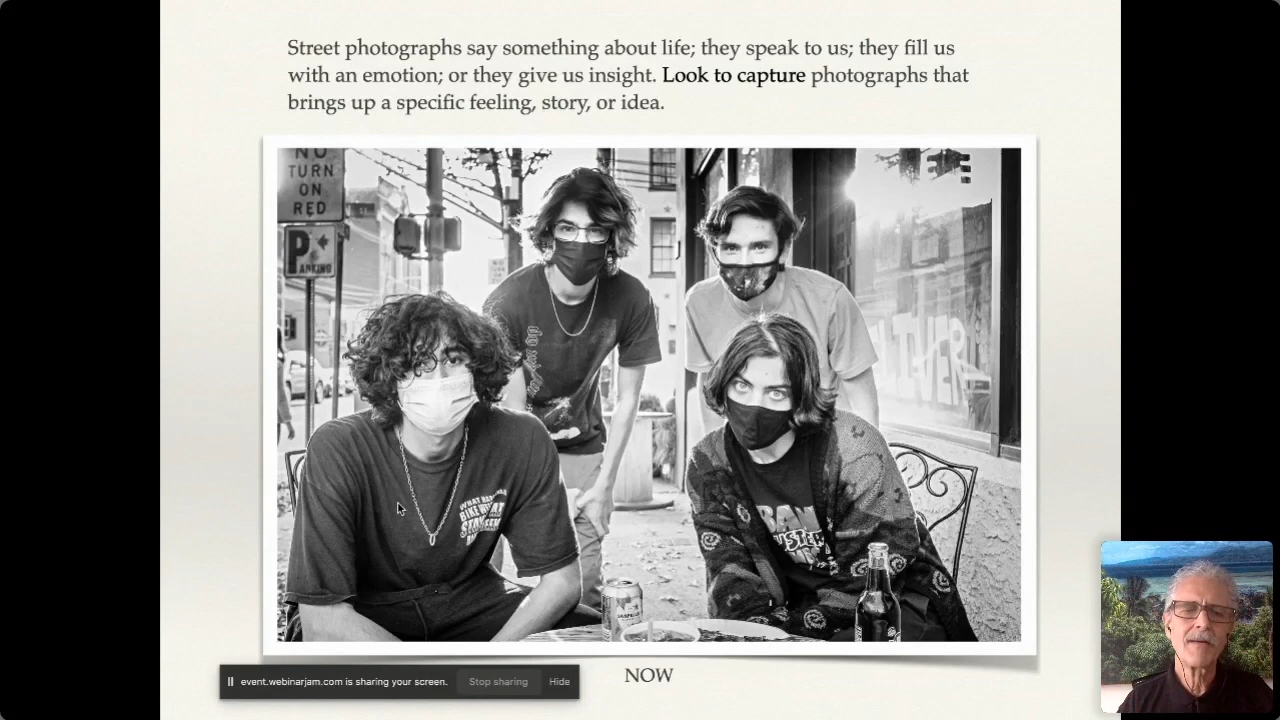 Street photographs say something about life; they speak to us; they fill us
with an emotion; or they give us insight. Look to capture photographs that
brings up a specific feeling, story, or idea.
NO
TURN
ON
RED
P
PARKING
NOW
event.webinarjam.com is sharing your screen. Stop sharing Hide